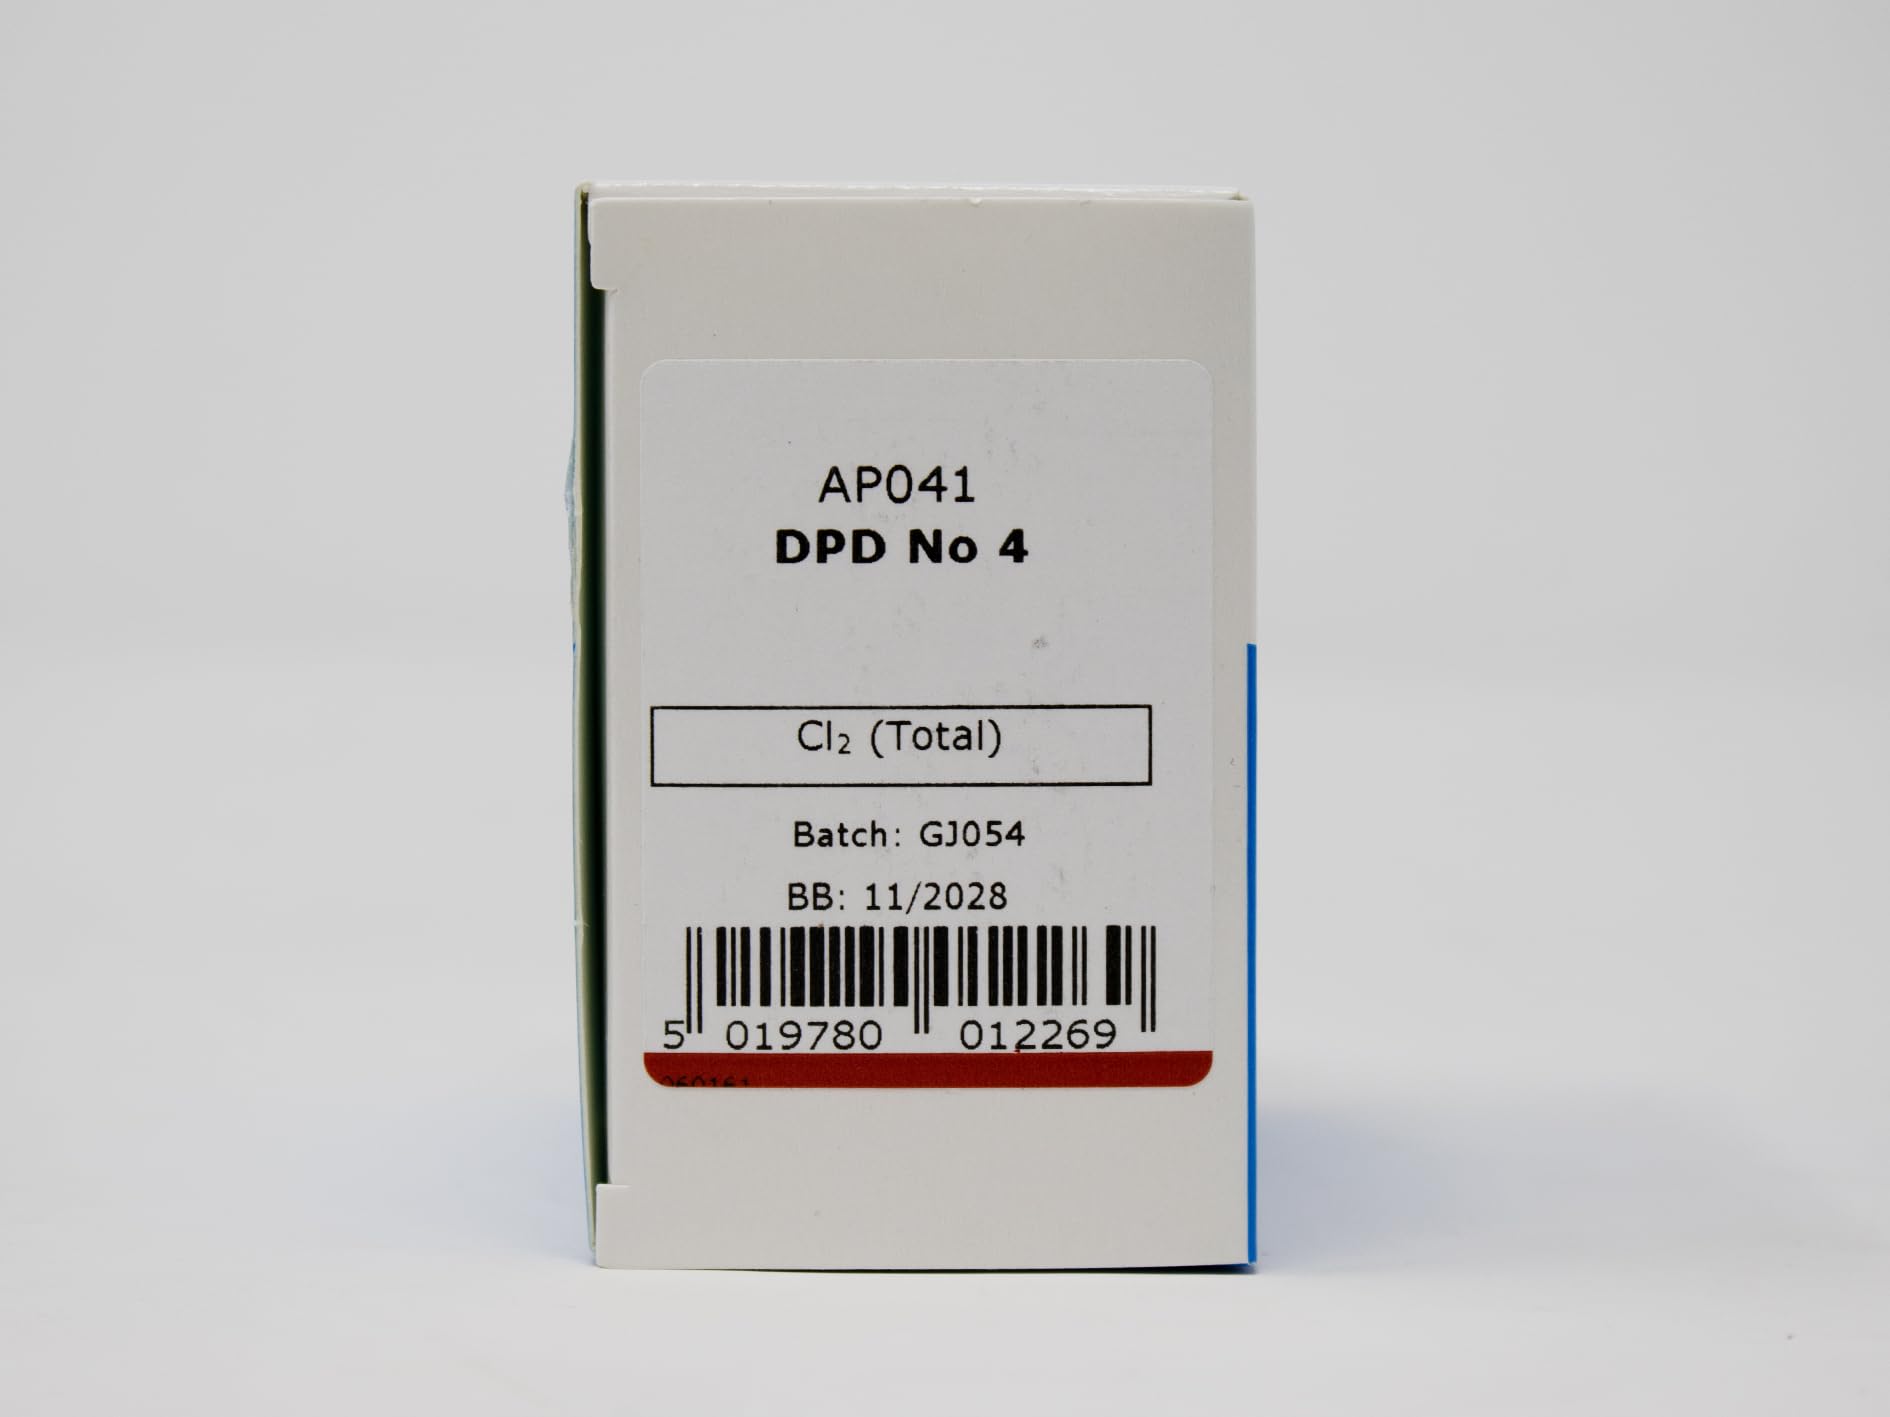 AP041
DPD No 4
Cl₂ (Total)
Batch: GJ054
BB: 11/2028
5 019780 012269